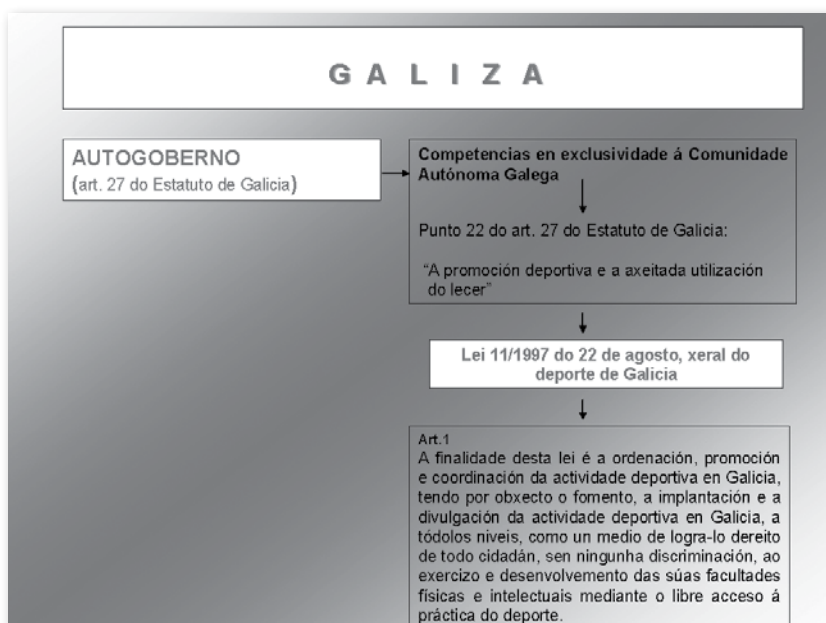 G A L I Z A
AUTOGOBERNO
(art. 27 do Estatuto de Galicia)
Competencias en exclusividade á Comunidade
Autónoma Galega
Punto 22 do art. 27 do Estatuto de Galicia:
“A promoción deportiva e a axeitada utilización
do lecer”
Lei 11/1997 do 22 de agosto, xeral do
deporte de Galicia
Art.1
A finalidade desta lei é a ordenación, promoción
e coordinación da actividade deportiva en Galicia,
tendo por obxecto o fomento, a implantación e a
divulgación da actividade deportiva en Galicia, a
tódolos niveis, como un medio de logra-lo dereito
de todo cidadán, sen ningunha discriminación, ao
exercizo e desenvolvemento das súas facultades
físicas e intelectuais mediante o libre acceso á
práctica do deporte.